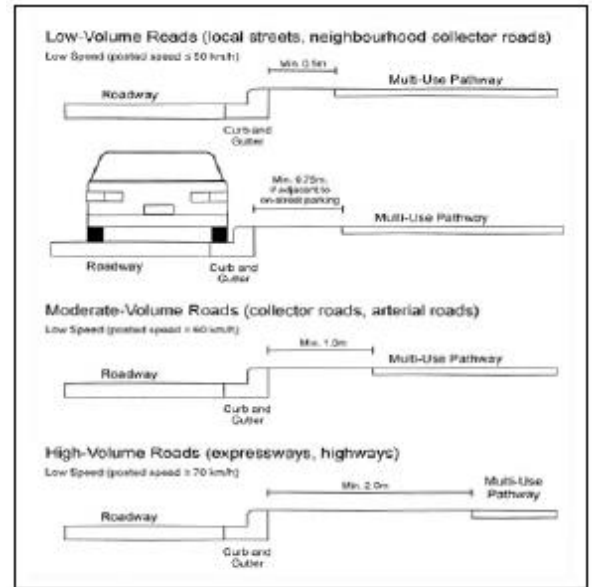 Low-Volume Roads (local streets, neighbourhood collector roads)
Low Speed (posted speed ≤ 50 km/h)
Min. 0.5m
Roadway
Multi-Use Pathway
Curb and
Gutter
Min. 0.75m,
if adjacent to
on-street parking
Multi-Use Pathway
Roadway
Curb and
Gutter
Moderate-Volume Roads (collector roads, arterial roads)
Low Speed (posted speed = 60 km/h)
Min. 1.0m
Roadway
Multi-Use Pathway
Curb and
Gutter
High-Volume Roads (expressways, highways)
Low Speed (posted speed ≥ 70 km/h)
Min. 2.0m
Multi-Use
Pathway
Roadway
Curb and
Gutter